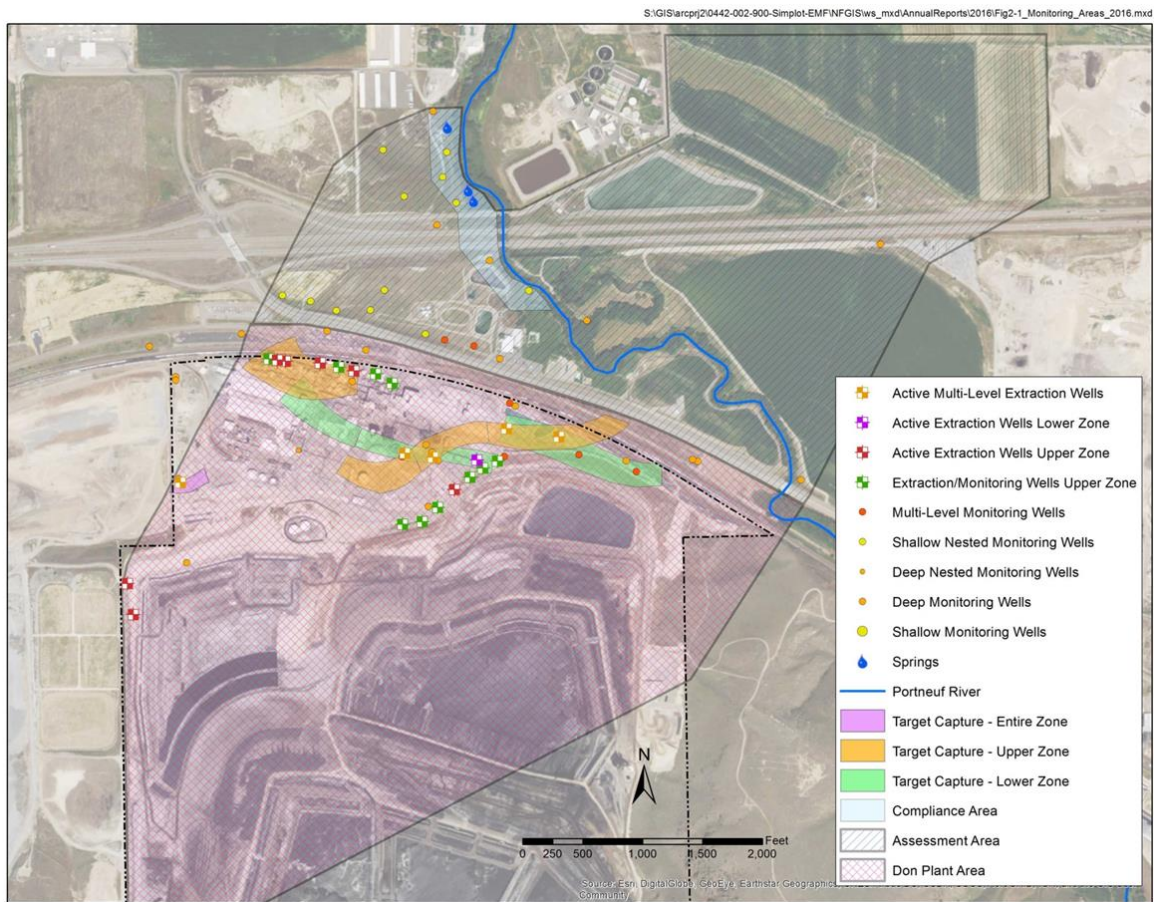 S:\GIS\arcprj2\0442-002-900-Simplot-EMF\NFGIS\ws_mxd\AnnualReports\2016\Fig2-1_Monitoring_Areas_2016.mxd
Active Multi-Level Extraction Wells
Active Extraction Wells Lower Zone
Active Extraction Wells Upper Zone
Extraction/Monitoring Wells Upper Zone
Multi-Level Monitoring Wells
Shallow Nested Monitoring Wells
Deep Nested Monitoring Wells
Deep Monitoring Wells
Shallow Monitoring Wells
Springs
Portneuf River
Target Capture - Entire Zone
Target Capture - Upper Zone
Target Capture - Lower Zone
Compliance Area
Assessment Area
Don Plant Area
N
Feet
0 250 500 1,000 1,500 2,000
Source: Esri, DigitalGlobe, GeoEye, Earthstar Geographics,
Community